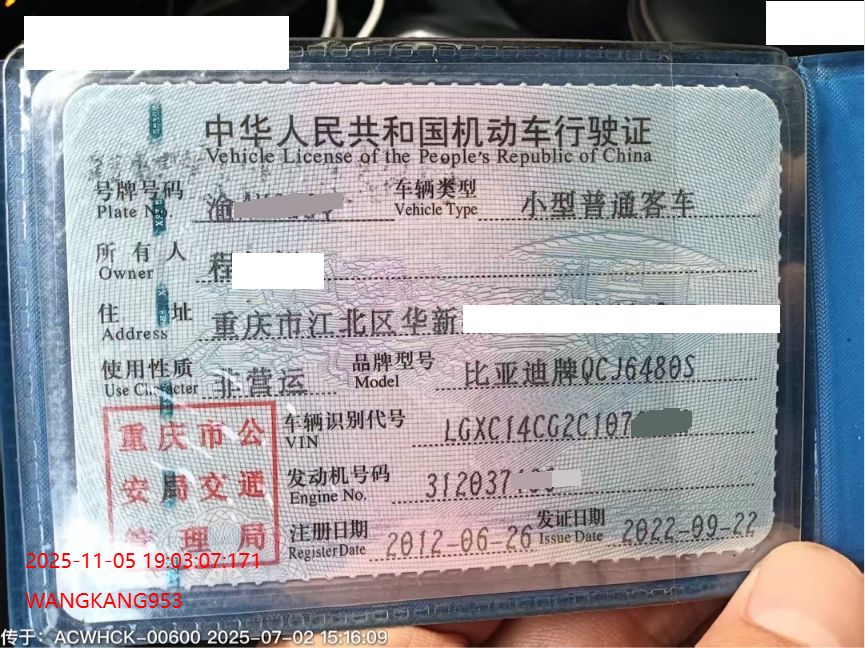 中华人民共和国机动车行驶证
Vehicle License of the People's Republic of China
号牌号码 渝 车辆类型 小型普通客车
Plate No. Vehicle Type
所有人 程
Owner
住址 重庆市江北区华新
Address
使用性质 非营运 品牌型号 比亚迪牌QCJ6480S
Use Character Model
车辆识别代号 LGXC14CG2C107
VIN
发动机号码 312037
Engine No.
注册日期 2012-06-26 发证日期 2022-09-22
Register Date Issue Date
重庆市公
安局交通
管理局
2025-11-05 19:03:07:171
WANGKANG953
传于：ACWHCK-00600 2025-07-02 15:16:09